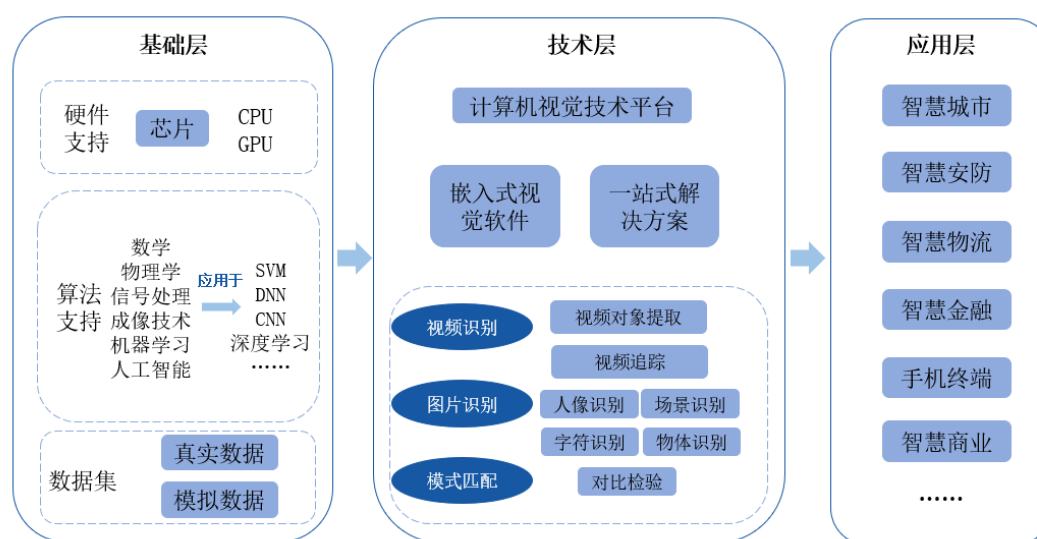 基础层
硬件
支持
芯片
CPU
GPU
算法
支持
数学
物理学
信号处理
成像技术
机器学习
人工智能
应用于
SVM
DNN
CNN
深度学习
……
数据集
真实数据
模拟数据
技术层
计算机视觉技术平台
嵌入式视
觉软件
一站式解
决方案
视频识别
视频对象提取
视频追踪
图片识别
人像识别
场景识别
字符识别
物体识别
模式匹配
对比检验
应用层
智慧城市
智慧安防
智慧物流
智慧金融
手机终端
智慧商业
……